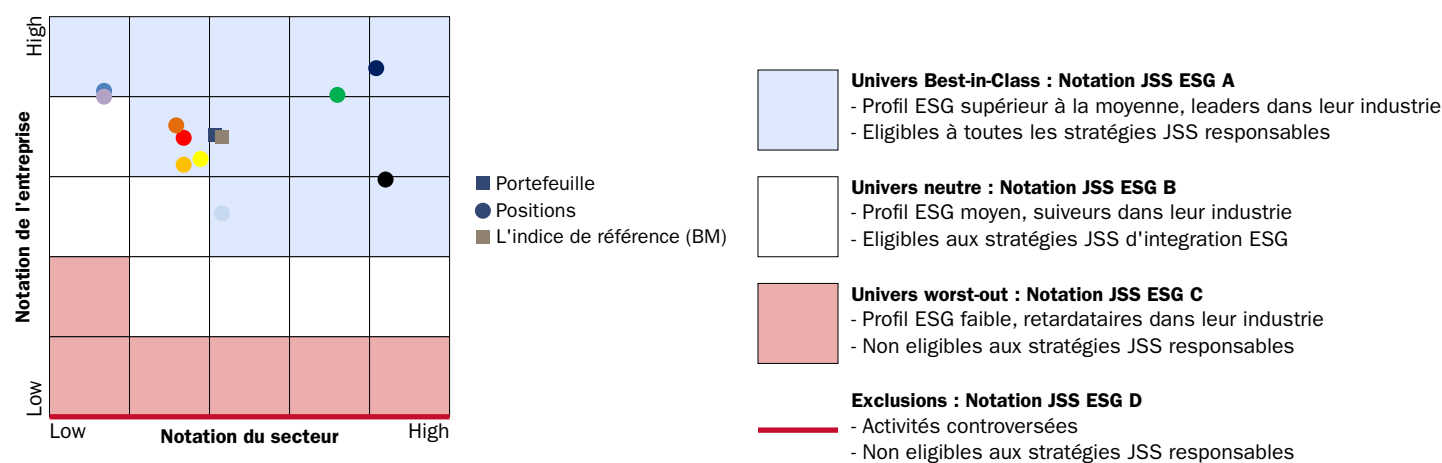 High
Notation de l'entreprise
Low
Low
Notation du secteur
High
Portefeuille
Positions
L'indice de référence (BM)
Univers Best-in-Class : Notation JSS ESG A
- Profil ESG supérieur à la moyenne, leaders dans leur industrie
- Eligibles à toutes les stratégies JSS responsables
Univers neutre : Notation JSS ESG B
- Profil ESG moyen, suiveurs dans leur industrie
- Eligibles aux stratégies JSS d'integration ESG
Univers worst-out : Notation JSS ESG C
- Profil ESG faible, retardataires dans leur industrie
- Non eligibles aux stratégies JSS responsables
Exclusions : Notation JSS ESG D
- Activités controversées
- Non eligibles aux stratégies JSS responsables